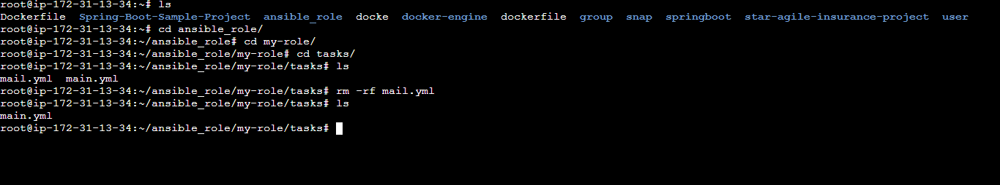 root@ip-172-31-13-34:~# ls
Dockerfile  Spring-Boot-Sample-Project  ansible_role  docke  docker-engine  dockerfile  group  snap  springboot  star-agile-insurance-project  user
root@ip-172-31-13-34:~# cd ansible_role/
root@ip-172-31-13-34:~/ansible_role# cd my-role/
root@ip-172-31-13-34:~/ansible_role/my-role# cd tasks/
root@ip-172-31-13-34:~/ansible_role/my-role/tasks# ls
mail.yml  main.yml
root@ip-172-31-13-34:~/ansible_role/my-role/tasks# rm -rf mail.yml
root@ip-172-31-13-34:~/ansible_role/my-role/tasks# ls
main.yml
root@ip-172-31-13-34:~/ansible_role/my-role/tasks#